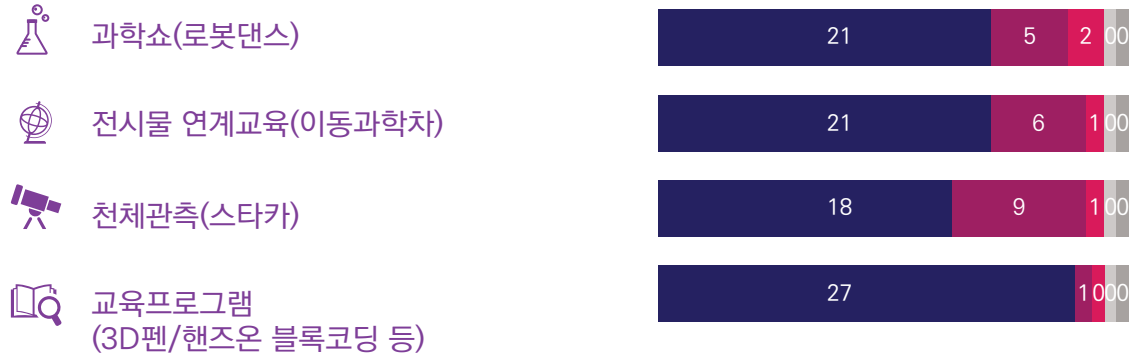 과학쇼(로봇댄스) 21 5 2 0 0
전시물 연계교육(이동과학차) 21 6 1 0 0
천체관측(스타카) 18 9 1 0 0
교육프로그램 27 1 0 0 0
(3D펜/핸즈온 블록코딩 등)